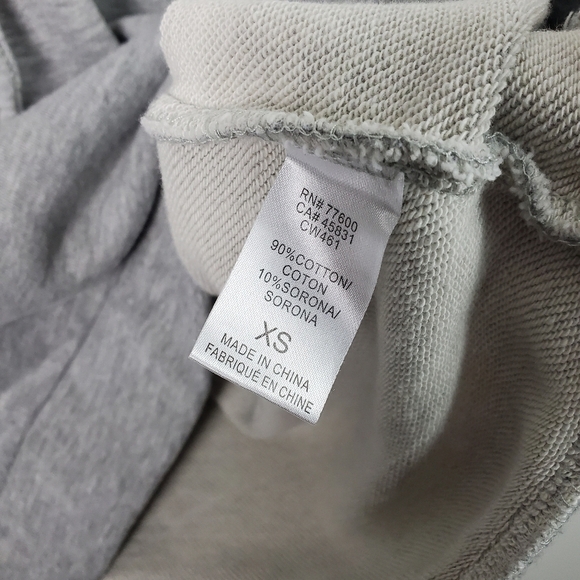 RN# 77600
CA# 45831
CW461
90%COTTON/
COTON
10%SORONA/
SORONA
XS
MADE IN CHINA
FABRIQUÉ EN CHINE